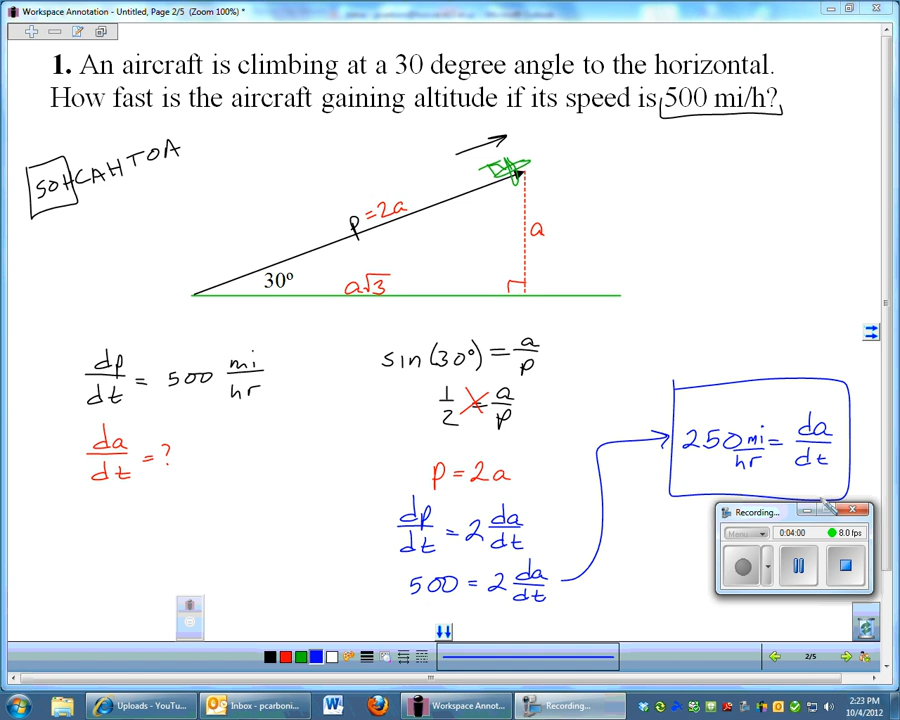 Workspace Annotation - Untitled, Page 2/5 (Zoom 100%) *
1. An aircraft is climbing at a 30 degree angle to the horizontal.
How fast is the aircraft gaining altitude if its speed is 500 mi/h?
SOHCAHTOA
p = 2a
a
30º
a√3
dp/dt = 500 mi/hr
da/dt = ?
sin(30°) = a/p
1/2 = a/p
p = 2a
dp/dt = 2 da/dt
500 = 2 da/dt
250 mi/hr = da/dt
Recording...
Menu
0:04:00
8.0 fps
2/5
Uploads - YouTu...
Inbox - pcarboni...
Workspace Annot...
Recording...
2:23 PM
10/4/2012